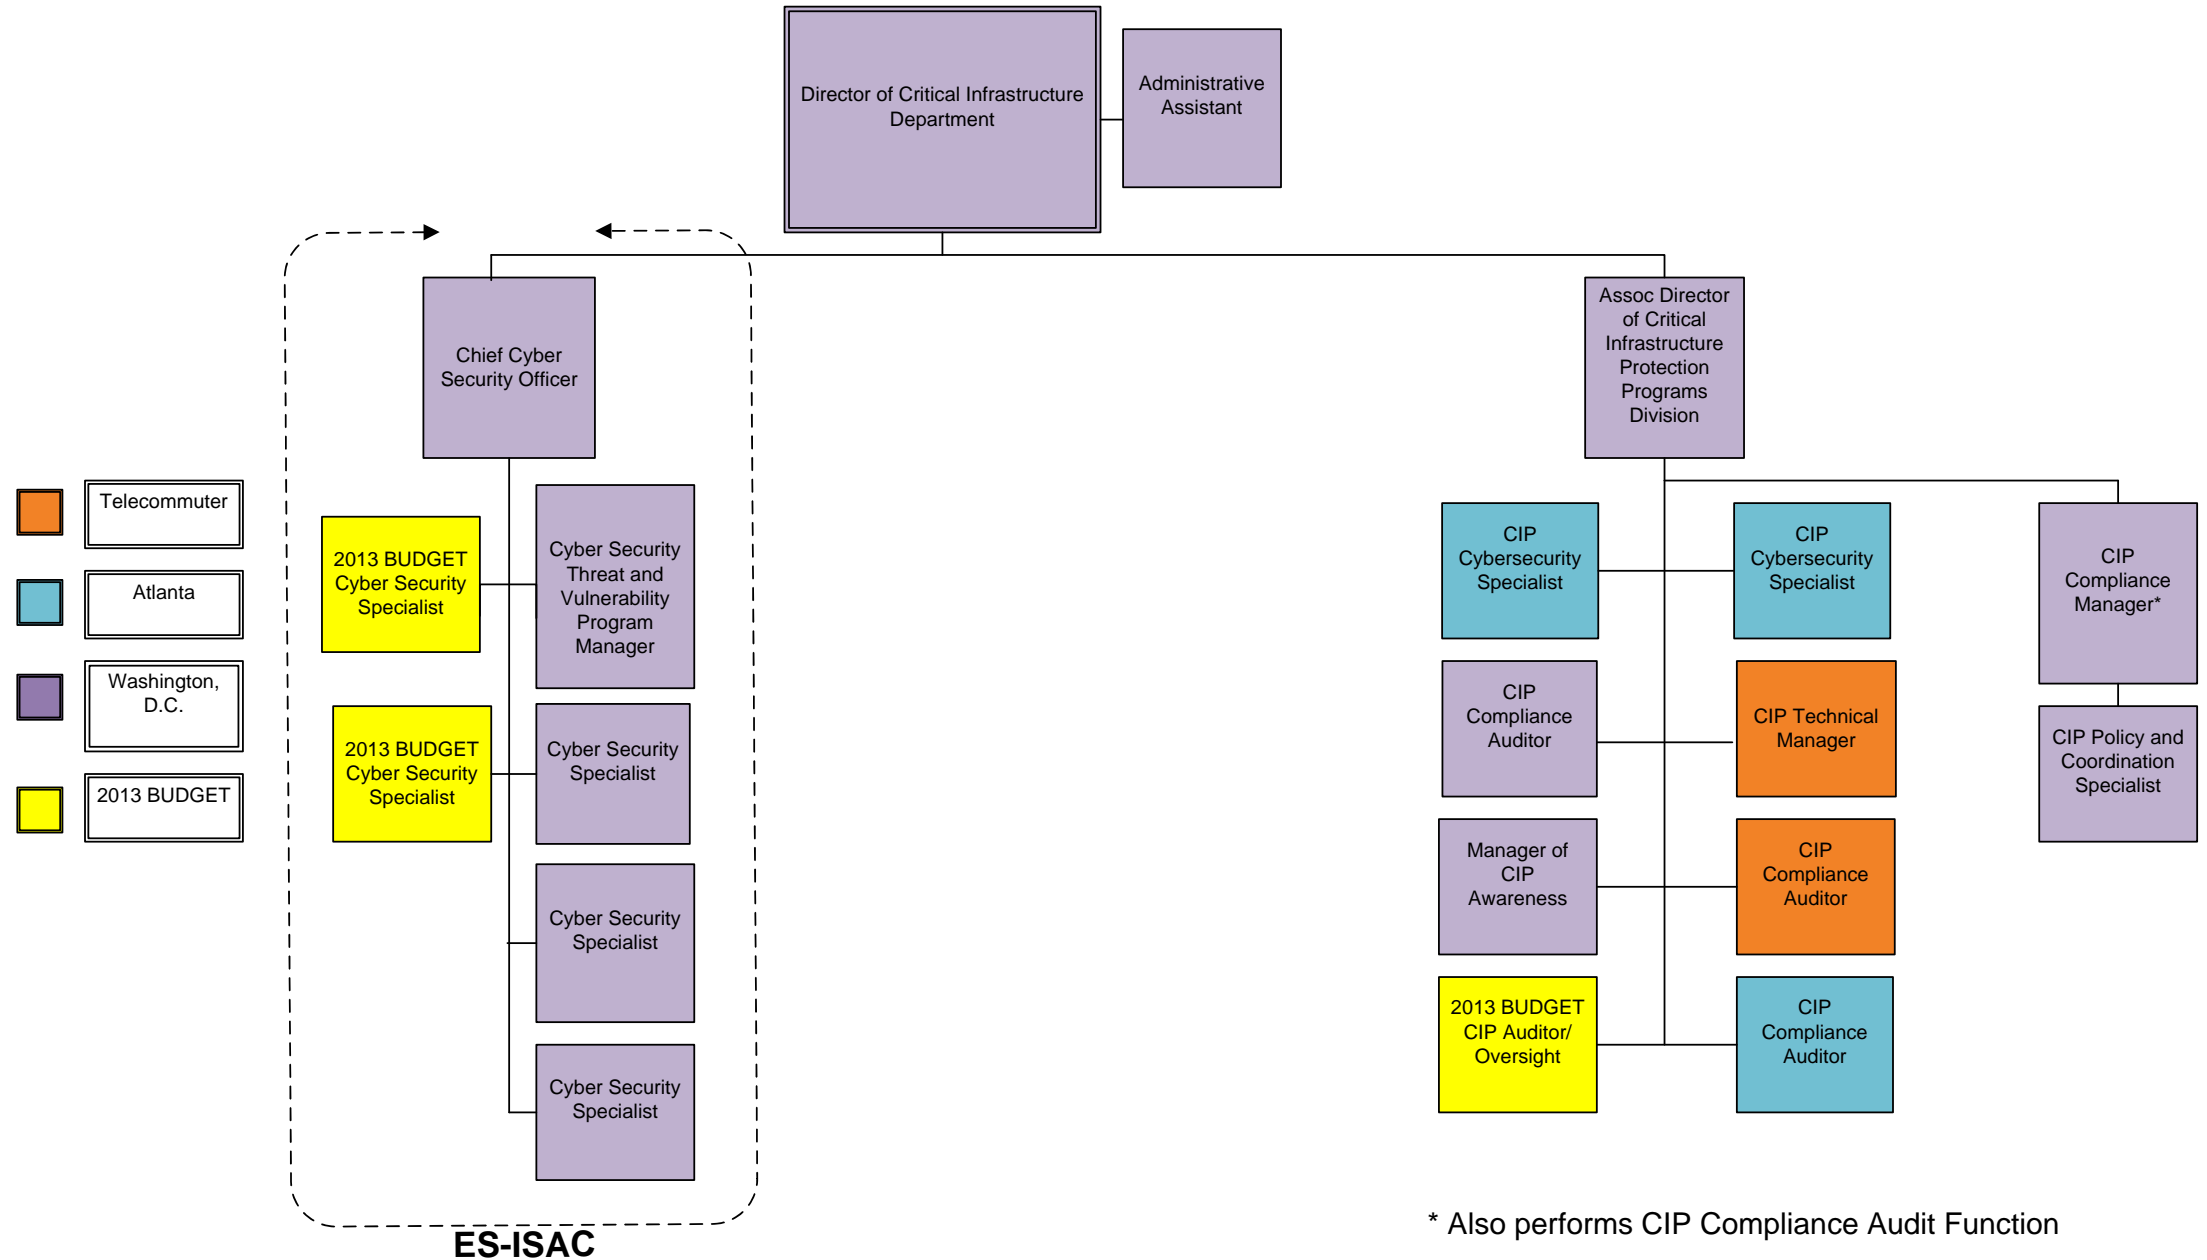 Director of Critical Infrastructure
Department
Administrative
Assistant
Chief Cyber
Security Officer
Assoc Director
of Critical
Infrastructure
Protection
Programs
Division
Telecommuter
Atlanta
Washington,
D.C.
2013 BUDGET
2013 BUDGET
Cyber Security
Specialist
Cyber Security
Threat and
Vulnerability
Program
Manager
2013 BUDGET
Cyber Security
Specialist
Cyber Security
Specialist
Cyber Security
Specialist
Cyber Security
Specialist
ES-ISAC
CIP
Cybersecurity
Specialist
CIP
Cybersecurity
Specialist
CIP
Compliance
Manager*
CIP
Compliance
Auditor
CIP Technical
Manager
CIP Policy and
Coordination
Specialist
Manager of
CIP
Awareness
CIP
Compliance
Auditor
2013 BUDGET
CIP Auditor/
Oversight
CIP
Compliance
Auditor
* Also performs CIP Compliance Audit Function